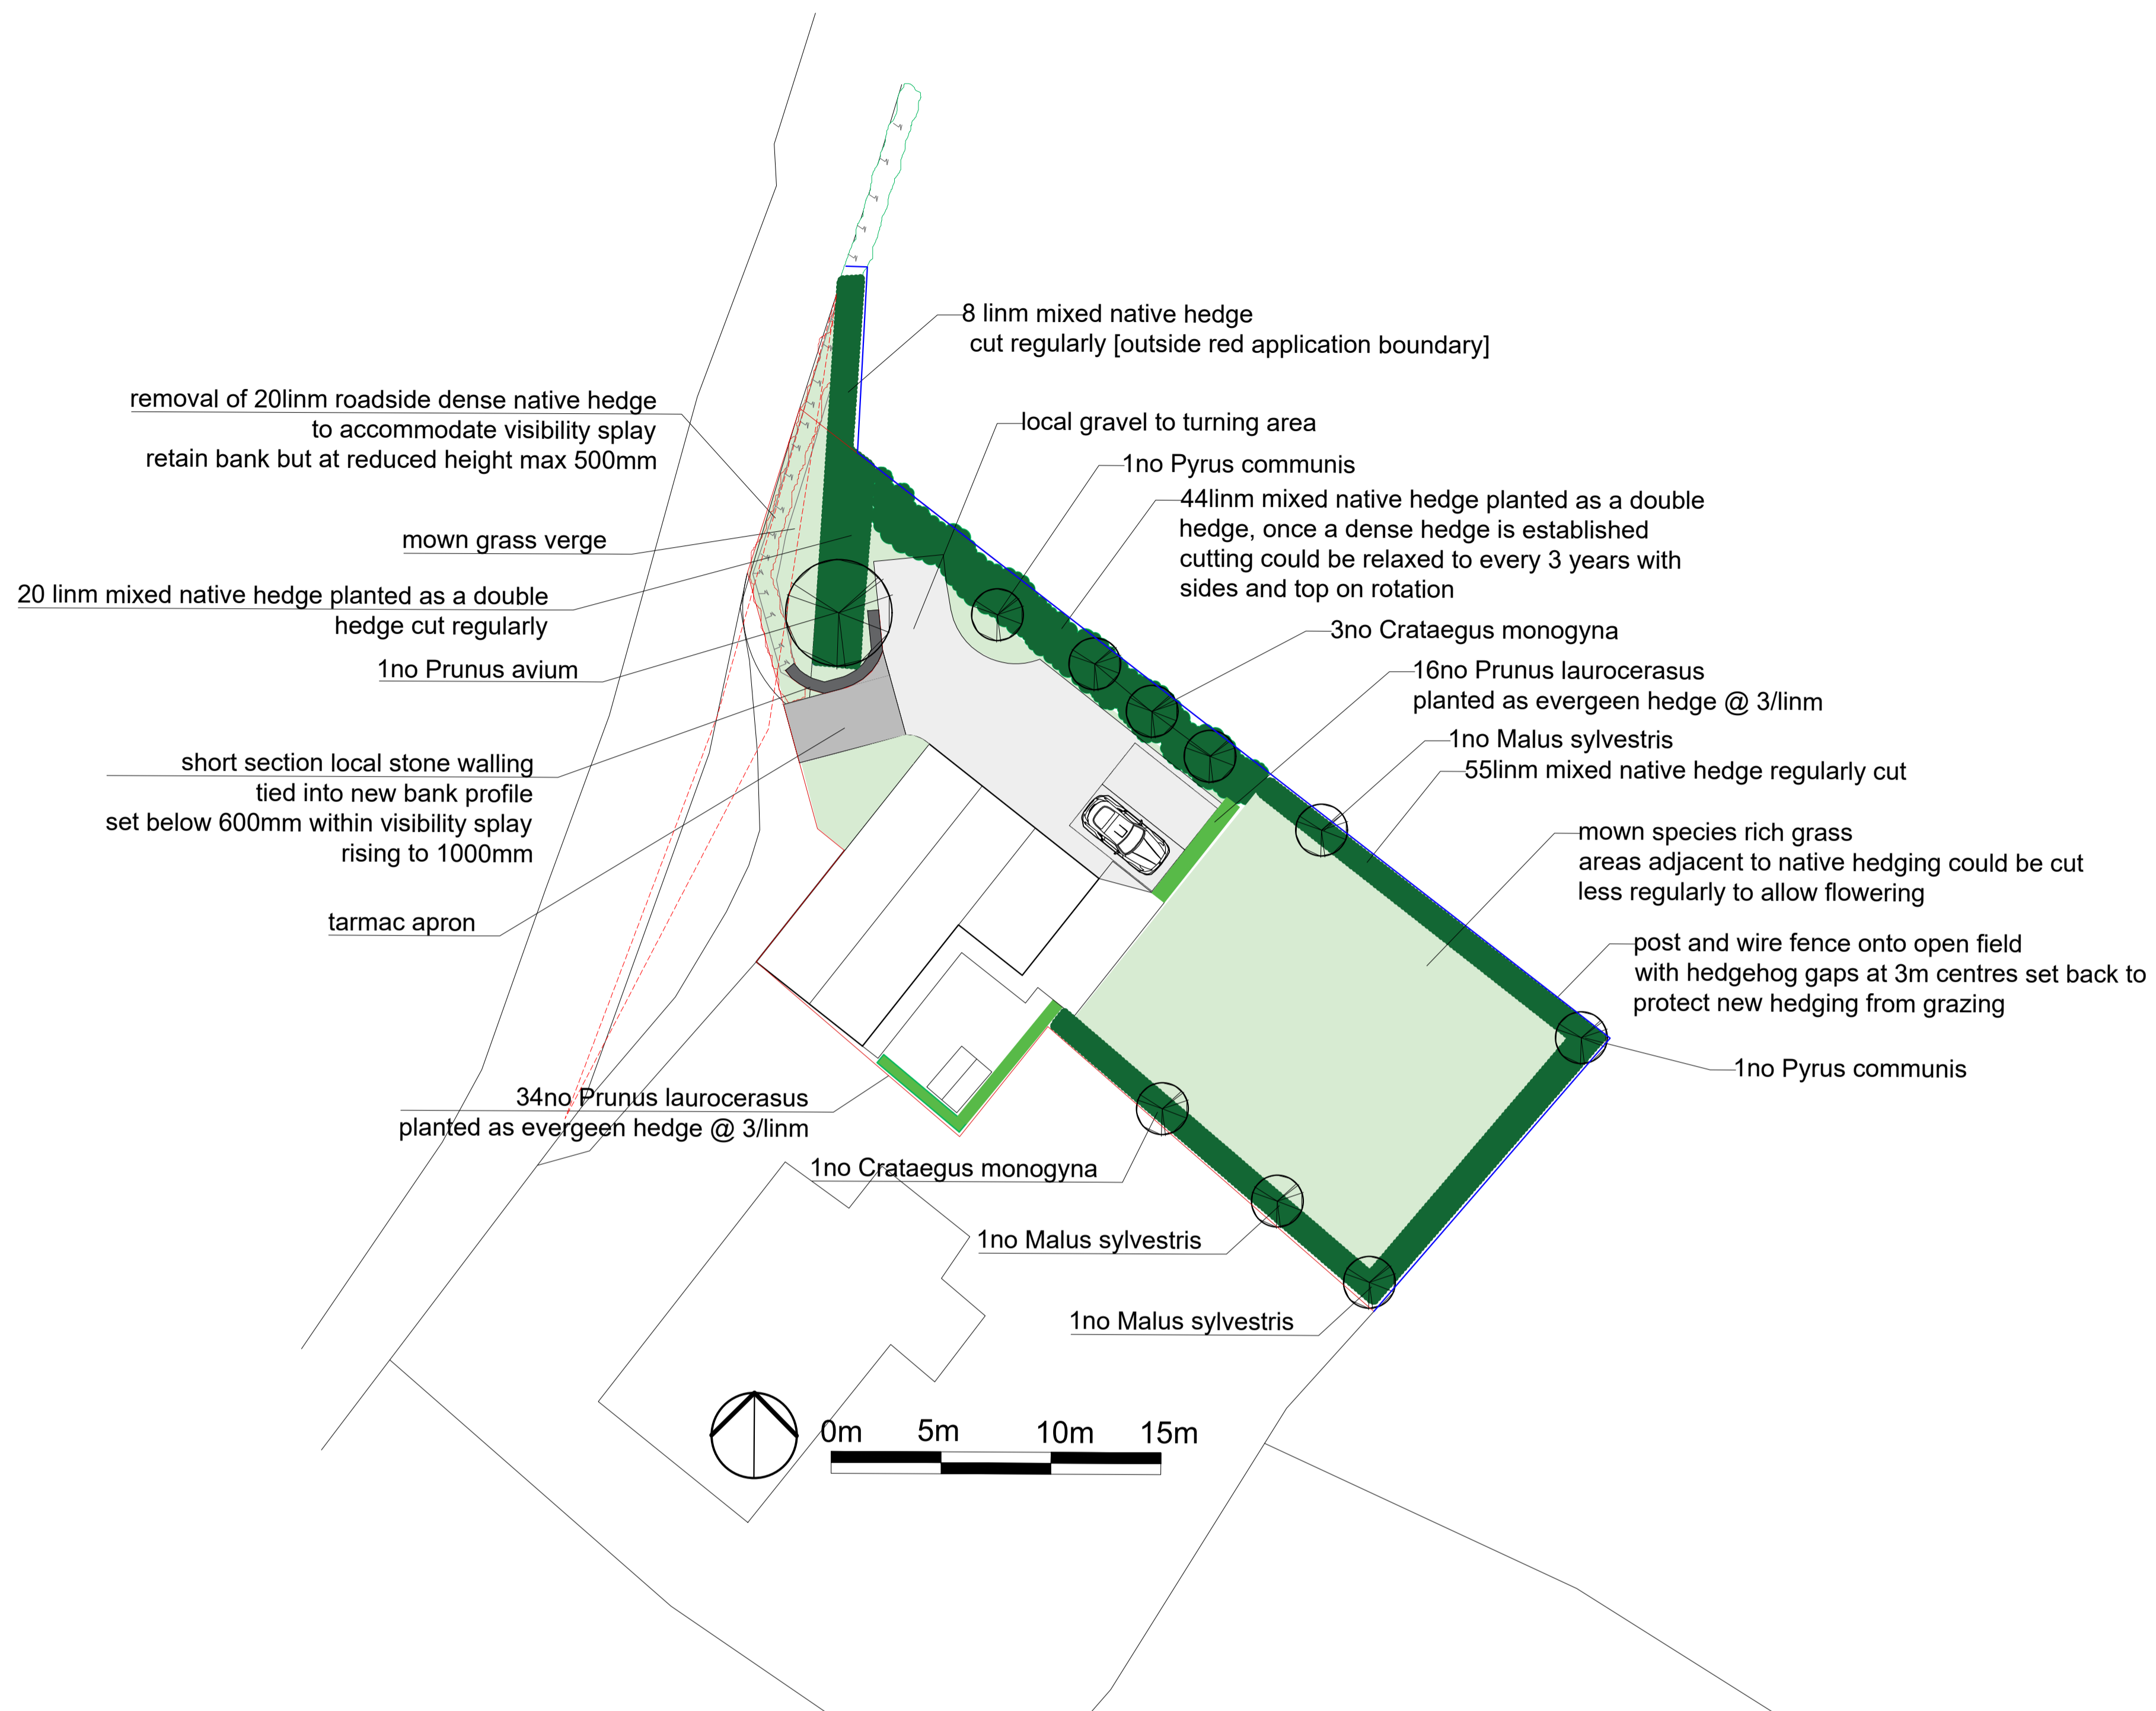 8 linm mixed native hedge
cut regularly [outside red application boundary]
removal of 20linm roadside dense native hedge
to accommodate visibility splay
retain bank but at reduced height max 500mm
local gravel to turning area
1no Pyrus communis
44linm mixed native hedge planted as a double
hedge, once a dense hedge is established
cutting could be relaxed to every 3 years with
sides and top on rotation
mown grass verge
20 linm mixed native hedge planted as a double
hedge cut regularly
3no Crataegus monogyna
1no Prunus avium
16no Prunus laurocerasus
planted as evergeen hedge @ 3/linm
1no Malus sylvestris
55linm mixed native hedge regularly cut
short section local stone walling
tied into new bank profile
set below 600mm within visibility splay
rising to 1000mm
mown species rich grass
areas adjacent to native hedging could be cut
less regularly to allow flowering
tarmac apron
post and wire fence onto open field
with hedgehog gaps at 3m centres set back to
protect new hedging from grazing
1no Pyrus communis
34no Prunus laurocerasus
planted as evergeen hedge @ 3/linm
1no Crataegus monogyna
1no Malus sylvestris
1no Malus sylvestris
0m 5m 10m 15m